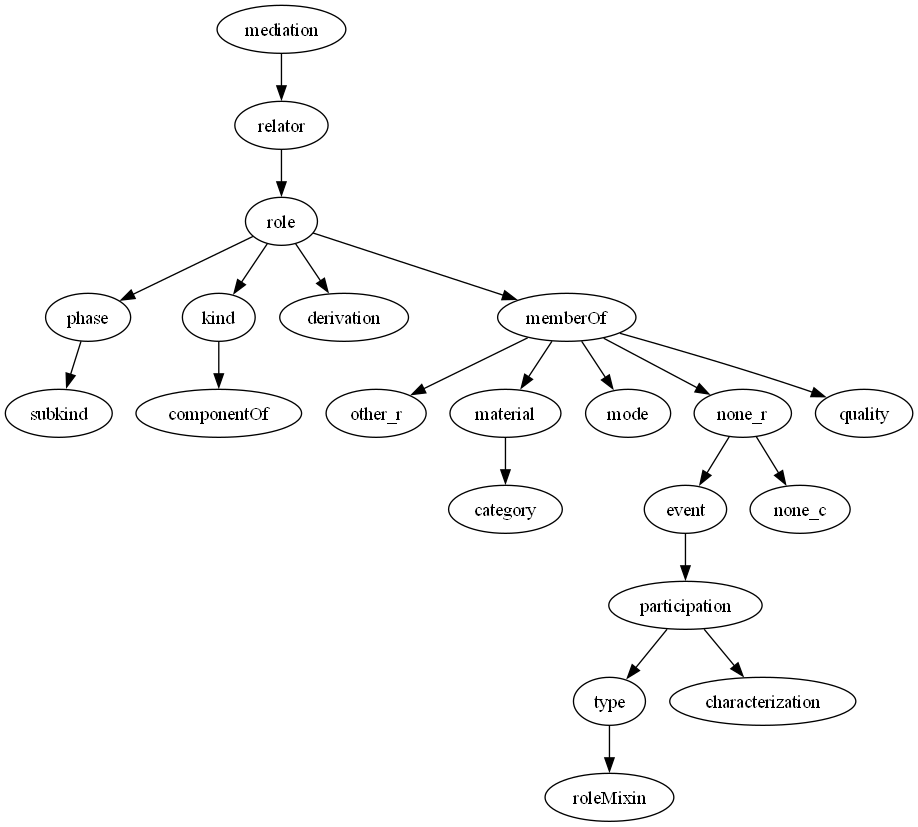 mediation
relator
role
phase
kind
derivation
memberOf
subkind
componentOf
other_r
material
mode
none_r
quality
category
event
none_c
participation
type
characterization
roleMixin